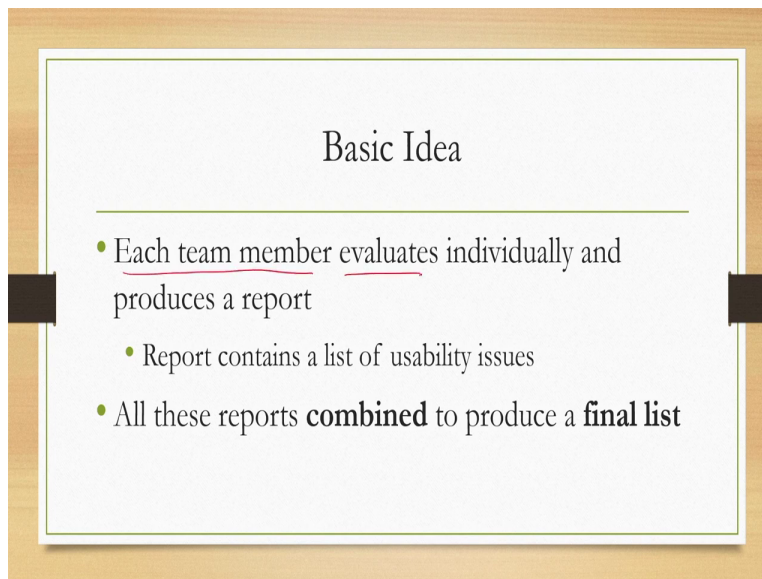 Basic Idea
• Each team member evaluates individually and
produces a report
• Report contains a list of usability issues
• All these reports combined to produce a final list